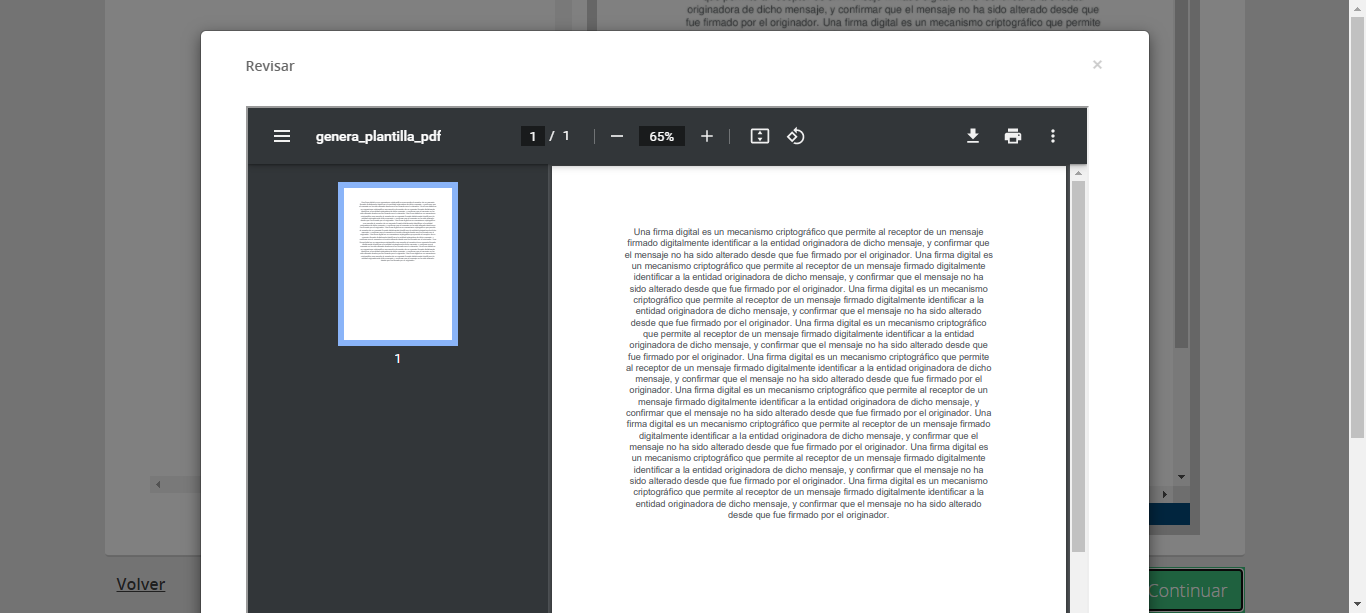 originadora de dicho mensaje, y confirmar que el mensaje no ha sido alterado desde que
fue firmado por el originador. Una firma digital es un mecanismo criptográfico que permite
Revisar ×
genera_plantilla_pdf 1 / 1 65%
1
Una firma digital es un mecanismo criptográfico que permite al receptor de un mensaje
firmado digitalmente identificar a la entidad originadora de dicho mensaje, y confirmar que
el mensaje no ha sido alterado desde que fue firmado por el originador. Una firma digital es
un mecanismo criptográfico que permite al receptor de un mensaje firmado digitalmente
identificar a la entidad originadora de dicho mensaje, y confirmar que el mensaje no ha
sido alterado desde que fue firmado por el originador. Una firma digital es un mecanismo
criptográfico que permite al receptor de un mensaje firmado digitalmente identificar a la
entidad originadora de dicho mensaje, y confirmar que el mensaje no ha sido alterado
desde que fue firmado por el originador. Una firma digital es un mecanismo criptográfico
que permite al receptor de un mensaje firmado digitalmente identificar a la entidad
originadora de dicho mensaje, y confirmar que el mensaje no ha sido alterado desde que
fue firmado por el originador. Una firma digital es un mecanismo criptográfico que permite
al receptor de un mensaje firmado digitalmente identificar a la entidad originadora de dicho
mensaje, y confirmar que el mensaje no ha sido alterado desde que fue firmado por el
originador. Una firma digital es un mecanismo criptográfico que permite al receptor de un
mensaje firmado digitalmente identificar a la entidad originadora de dicho mensaje, y
confirmar que el mensaje no ha sido alterado desde que fue firmado por el originador. Una
firma digital es un mecanismo criptográfico que permite al receptor de un mensaje firmado
digitalmente identificar a la entidad originadora de dicho mensaje, y confirmar que el
mensaje no ha sido alterado desde que fue firmado por el originador. Una firma digital es
un mecanismo criptográfico que permite al receptor de un mensaje firmado digitalmente
identificar a la entidad originadora de dicho mensaje, y confirmar que el mensaje no ha
sido alterado desde que fue firmado por el originador. Una firma digital es un mecanismo
criptográfico que permite al receptor de un mensaje firmado digitalmente identificar a la
entidad originadora de dicho mensaje, y confirmar que el mensaje no ha sido alterado
desde que fue firmado por el originador.
Volver
Continuar